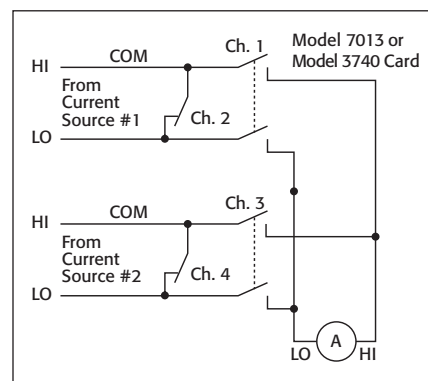 Ch. 1
Model 7013 or
Model 3740 Card
HI
COM
From
Current
Source #1
Ch. 2
LO
HI
COM
Ch. 3
From
Current
Source #2
Ch. 4
LO
LO
A
HI